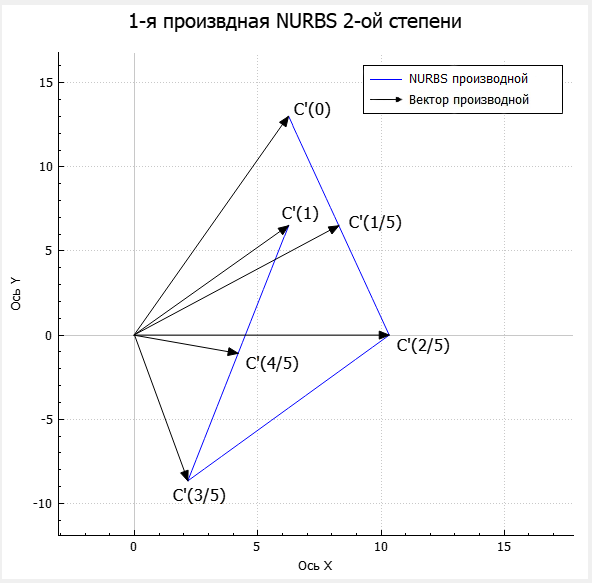 1-я произвдная NURBS 2-ой степени
NURBS производной
Вектор производной
C'(0)
C'(1)
C'(1/5)
C'(2/5)
C'(4/5)
C'(3/5)
15
10
5
0
-5
-10
Ось Y
0 5 10 15
Ось X